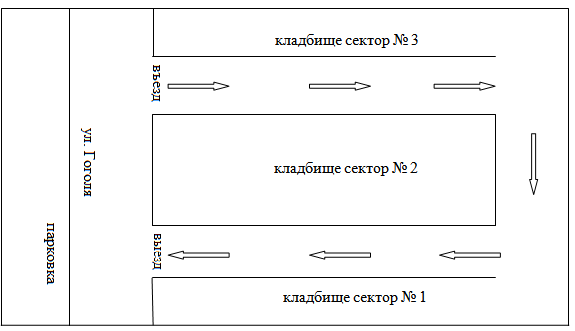 кладбище сектор № 3
въезд
ул. Гоголя
кладбище сектор № 2
парковка
выезд
кладбище сектор № 1